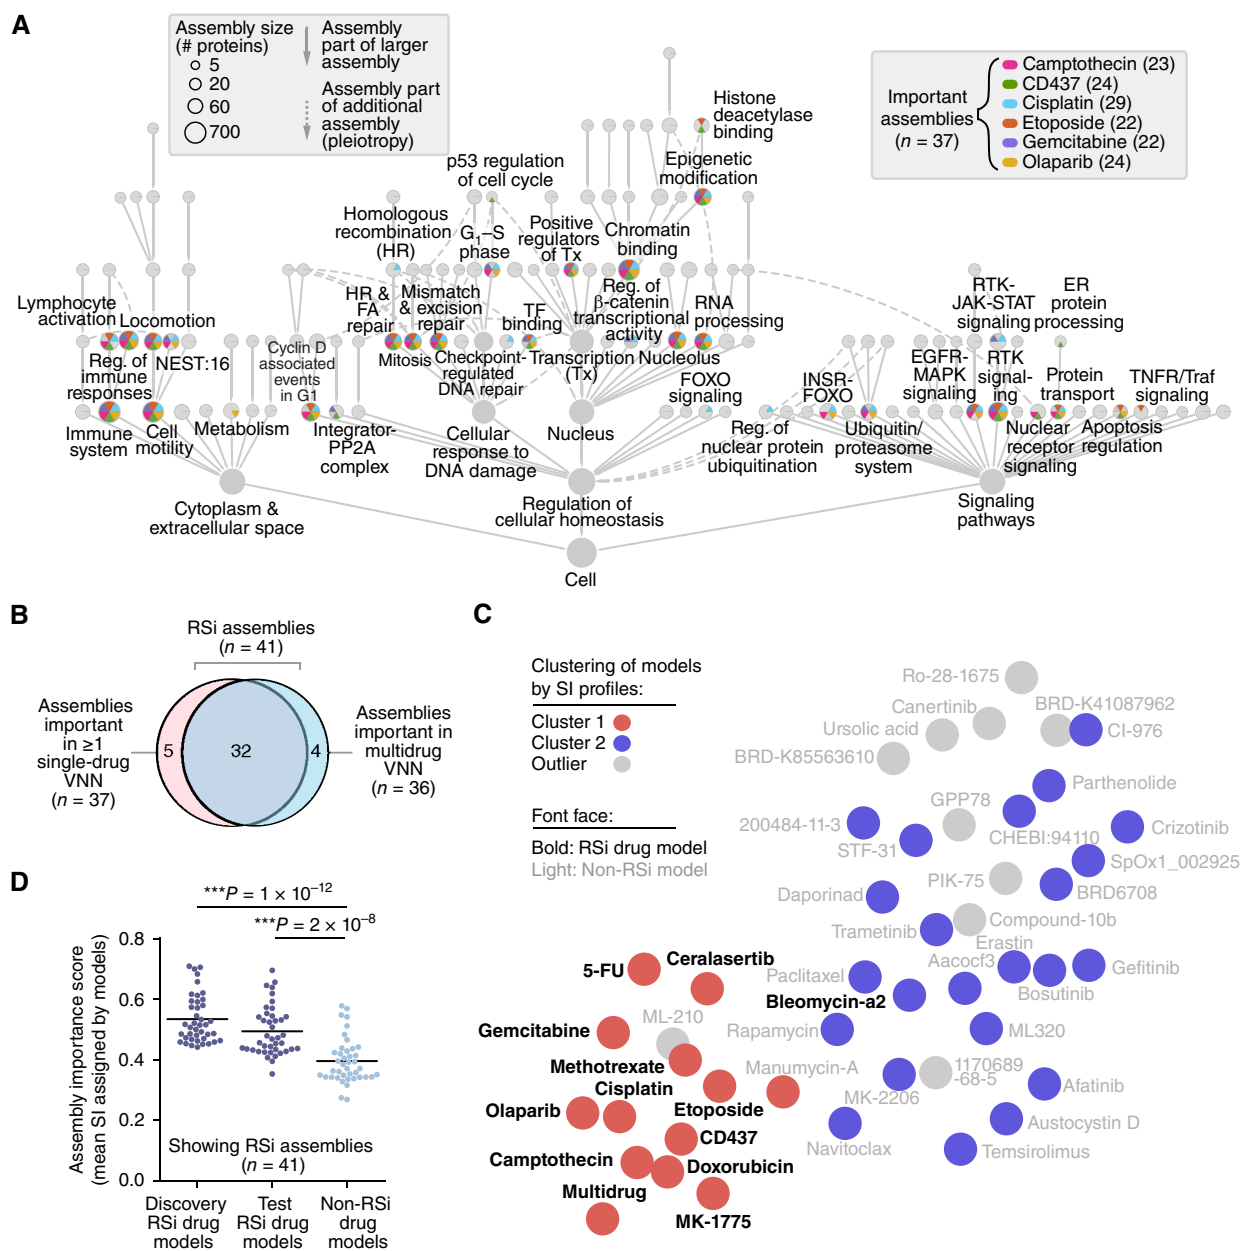 A
Assembly size
(# proteins)
5
20
60
700
Assembly
part of larger
assembly
Assembly part
of additional
assembly
(pleiotropy)
Important
assemblies
(n = 37)
Camptothecin (23)
CD437 (24)
Cisplatin (29)
Etoposide (22)
Gemcitabine (22)
Olaparib (24)
Histone
deacetylase
binding
Epigenetic
modification
p53 regulation
of cell cycle
Homologous
recombination
(HR)
G1–S
phase
Positive
regulators
of Tx
Chromatin
binding
Lymphocyte
activation
Locomotion
HR &
FA
repair
Mismatch
& excision
repair
TF
binding
Reg. of
β-catenin
transcriptional
activity
RNA
processing
RTK-
JAK-STAT
signaling
ER
protein
processing
Reg. of
immune
responses
NEST:16
Cyclin D
associated
events
in G1
Mitosis
Checkpoint-
regulated
DNA repair
Transcription
(Tx)
Nucleolus
FOXO
signaling
INSR-
FOXO
EGFR-
MAPK
signaling
RTK
signal-
ing
Protein
transport
TNFR/Traf
signaling
Immune
system
Cell
motility
Metabolism
Integrator-
PP2A
complex
Cellular
response to
DNA damage
Nucleus
Reg. of
nuclear protein
ubiquitination
Ubiquitin/
proteasome
system
Nuclear
receptor
signaling
Apoptosis
regulation
Cytoplasm &
extracellular space
Regulation of
cellular homeostasis
Signaling
pathways
Cell
B
RSi assemblies
(n = 41)
Assemblies
important
in ≥1
single-drug
VNN
(n = 37)
5
32
4
Assemblies
important in
multidrug
VNN
(n = 36)
C
Clustering of models
by SI profiles:
Cluster 1
Cluster 2
Outlier
Font face:
Bold: RSi drug model
Light: Non-RSi model
Ro-28-1675
Canertinib
BRD-K41087962
Ursolic acid
CI-976
BRD-K85563610
Parthenolide
GPP78
200484-11-3
CHEBI:94110
Crizotinib
STF-31
SpOx1_002925
PIK-75
BRD6708
Daporinad
Compound-10b
Trametinib
Erastin
Aacocf3
Gefitinib
Paclitaxel
Bosutinib
Bleomycin-a2
5-FU
Ceralasertib
ML-210
Rapamycin
ML320
Gemcitabine
Methotrexate
Manumycin-A
1170689
-68-5
Cisplatin
MK-2206
Afatinib
Olaparib
Etoposide
Austocystin D
CD437
Navitoclax
Temsirolimus
Camptothecin
Doxorubicin
Multidrug
MK-1775
D
***P = 1 × 10−12
***P = 2 × 10−8
Assembly importance score
(mean SI assigned by models)
0.8
0.6
0.4
0.2
0.0
Showing RSi assemblies
(n = 41)
Discovery
RSi drug
models
Test
RSi drug
models
Non-RSi
drug
models